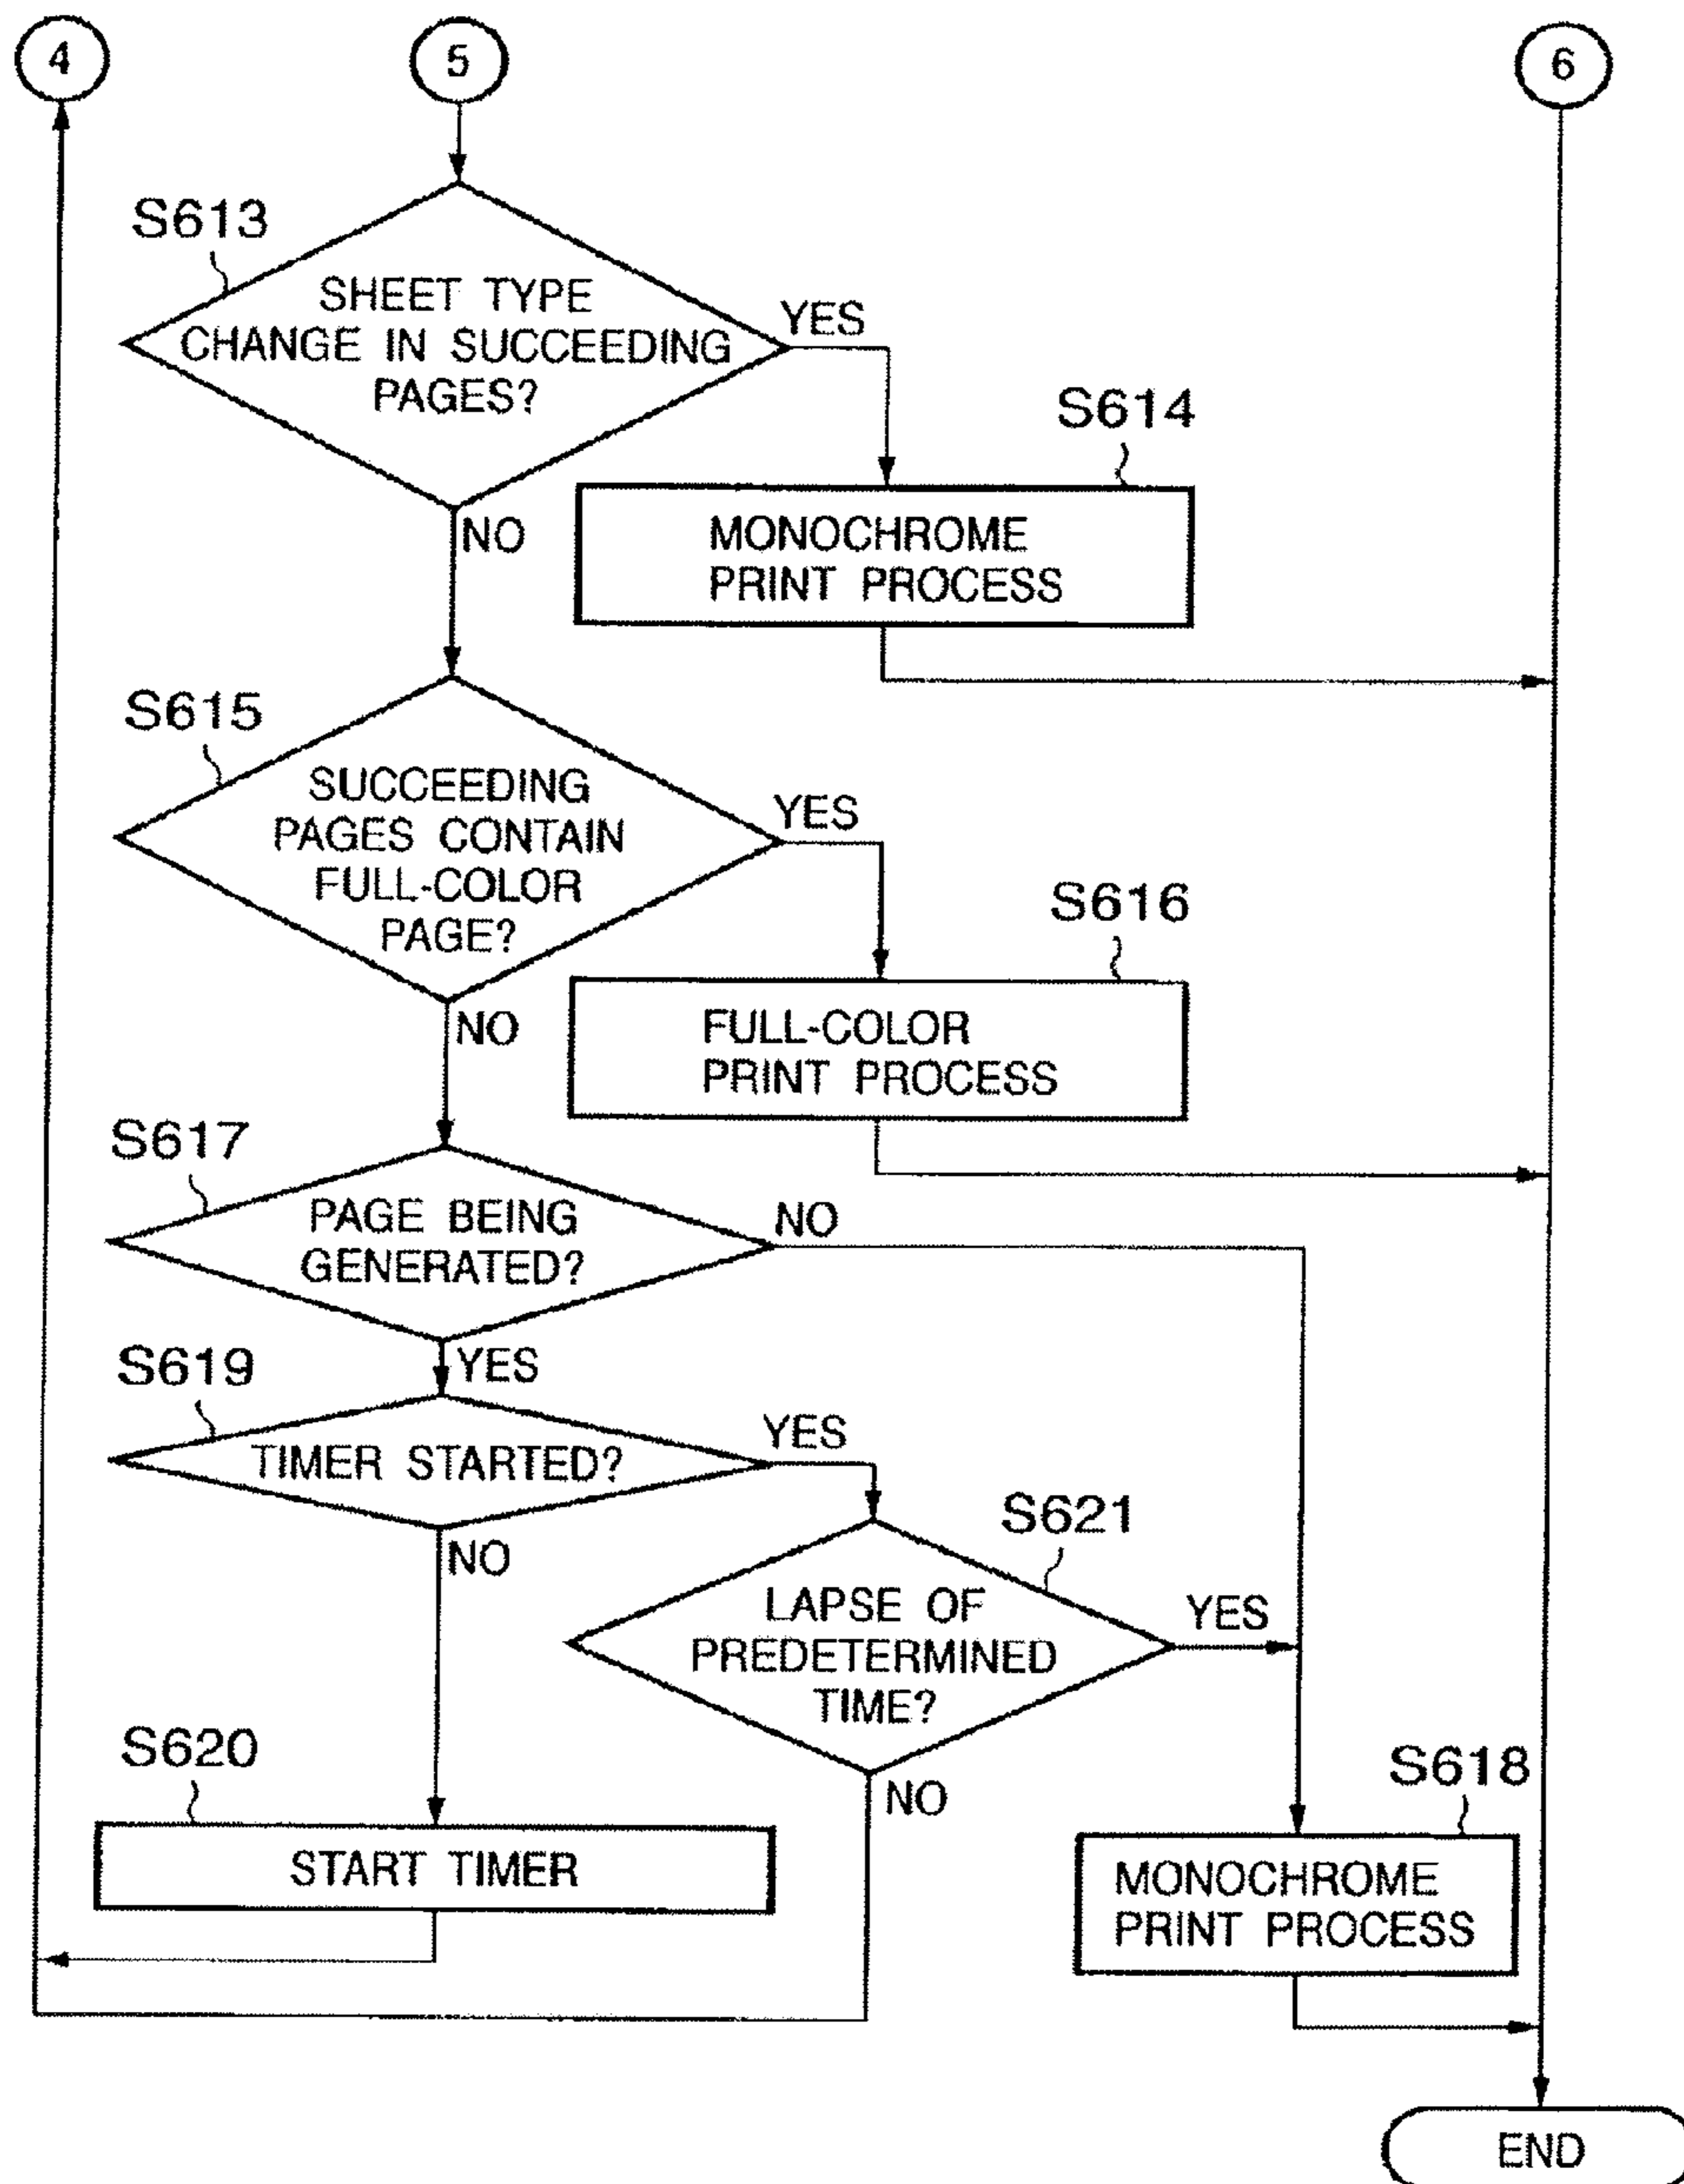 4
5
6
S613
SHEET TYPE
CHANGE IN SUCCEEDING
PAGES?
YES
S614
MONOCHROME
PRINT PROCESS
NO
S615
SUCCEEDING
PAGES CONTAIN
FULL-COLOR
PAGE?
YES
S616
FULL-COLOR
PRINT PROCESS
NO
S617
PAGE BEING
GENERATED?
NO
YES
S619
TIMER STARTED?
YES
NO
S621
LAPSE OF
PREDETERMINED
TIME?
YES
NO
S620
START TIMER
S618
MONOCHROME
PRINT PROCESS
END